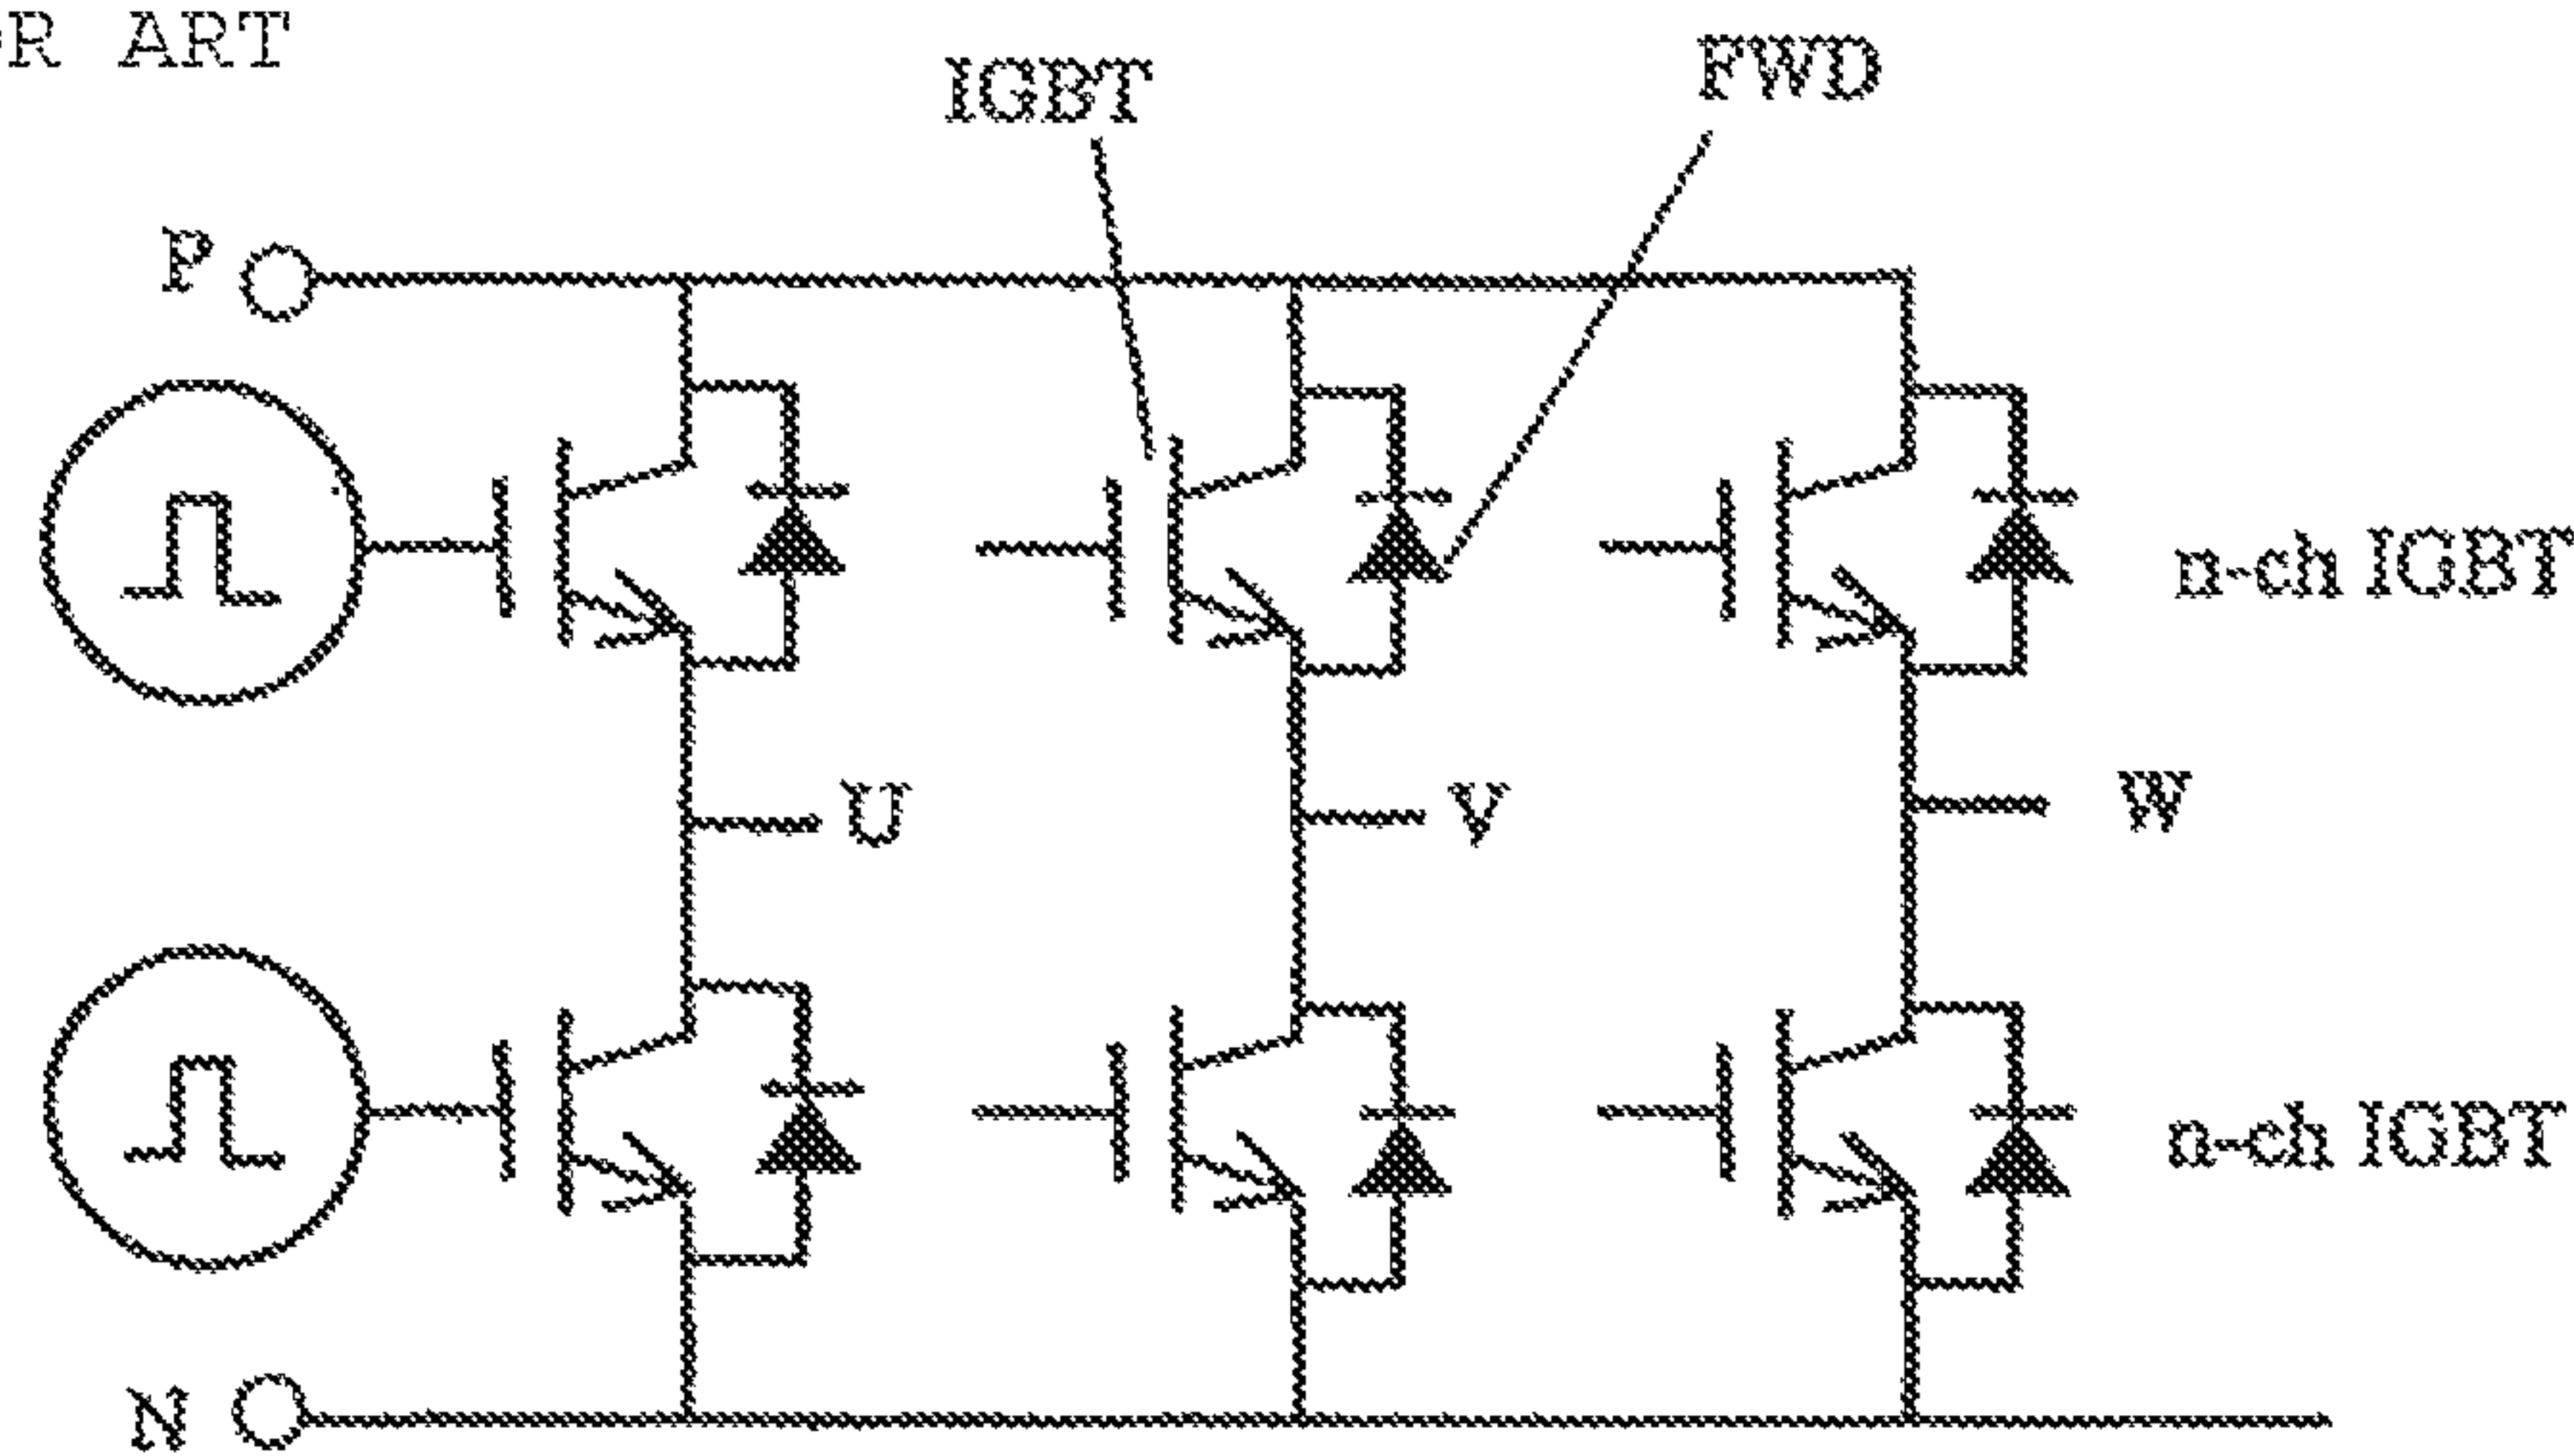 R ART
IGBT
FWD
P
n-ch IGBT
U
V
W
n-ch IGBT
N